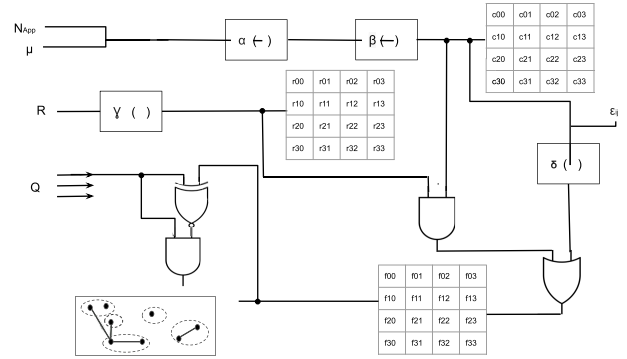 N_App
μ
α (—)
β (—)
c00 c01 c02 c03
c10 c11 c12 c13
c20 c21 c22 c23
c30 c31 c32 c33
R
γ ( )
r00 r01 r02 r03
r10 r11 r12 r13
r20 r21 r22 r23
r30 r31 r32 r33
ε_ij
δ ( )
Q
f00 f01 f02 f03
f10 f11 f12 f13
f20 f21 f22 f23
f30 f31 f32 f33